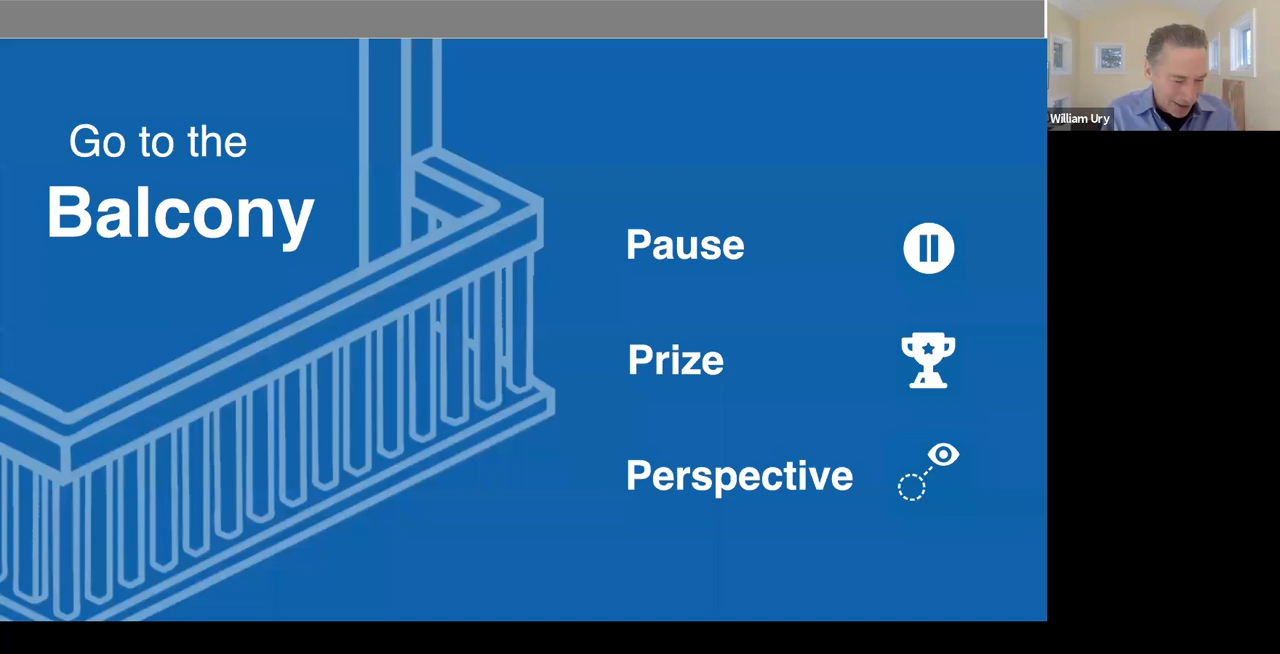 Go to the
Balcony
Pause
Prize
Perspective
William Ury